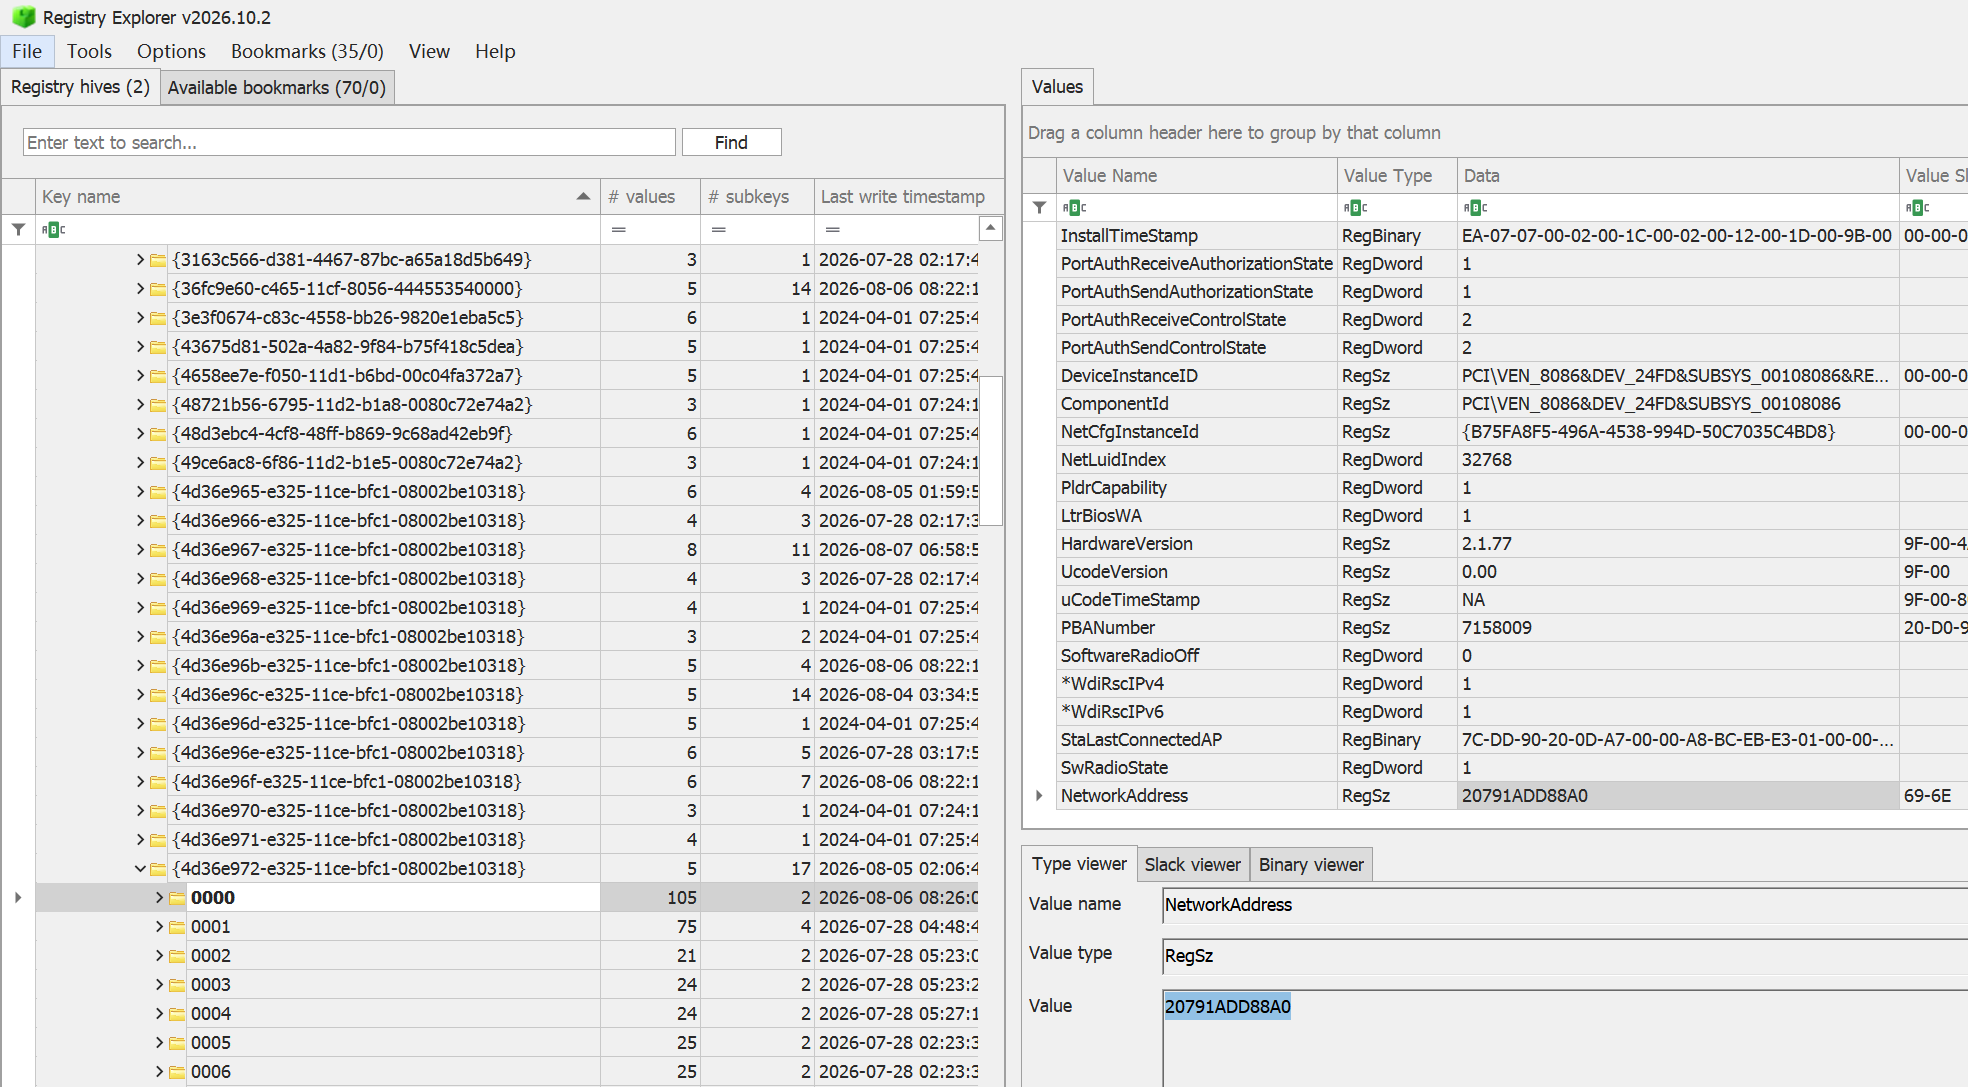 Registry Explorer v2026.10.2
File Tools Options Bookmarks (35/0) View Help
Registry hives (2) Available bookmarks (70/0)
Enter text to search... Find
Key name # values # subkeys Last write timestamp
{3163c566-d381-4467-87bc-a65a18d5b649} 3 1 2026-07-28 02:17:4
{36fc9e60-c465-11cf-8056-444553540000} 5 14 2026-08-06 08:22:1
{3e3f0674-c83c-4558-bb26-9820e1eba5c5} 6 1 2024-04-01 07:25:4
{43675d81-502a-4a82-9f84-b75f418c5dea} 5 1 2024-04-01 07:25:4
{4658ee7e-f050-11d1-b6bd-00c04fa372a7} 5 1 2024-04-01 07:25:4
{48721b56-6795-11d2-b1a8-0080c72e74a2} 3 1 2024-04-01 07:24:1
{48d3ebc4-4cf8-48ff-b869-9c68ad42eb9f} 6 1 2024-04-01 07:25:4
{49ce6ac8-6f86-11d2-b1e5-0080c72e74a2} 3 1 2024-04-01 07:24:1
{4d36e965-e325-11ce-bfc1-08002be10318} 6 4 2026-08-05 01:59:5
{4d36e966-e325-11ce-bfc1-08002be10318} 4 3 2026-07-28 02:17:3
{4d36e967-e325-11ce-bfc1-08002be10318} 8 11 2026-08-07 06:58:5
{4d36e968-e325-11ce-bfc1-08002be10318} 4 3 2026-07-28 02:17:4
{4d36e969-e325-11ce-bfc1-08002be10318} 4 1 2024-04-01 07:25:4
{4d36e96a-e325-11ce-bfc1-08002be10318} 3 2 2024-04-01 07:25:4
{4d36e96b-e325-11ce-bfc1-08002be10318} 5 4 2026-08-06 08:22:1
{4d36e96c-e325-11ce-bfc1-08002be10318} 5 14 2026-08-04 03:34:5
{4d36e96d-e325-11ce-bfc1-08002be10318} 5 1 2024-04-01 07:25:4
{4d36e96e-e325-11ce-bfc1-08002be10318} 6 5 2026-07-28 03:17:5
{4d36e96f-e325-11ce-bfc1-08002be10318} 6 7 2026-08-06 08:22:1
{4d36e970-e325-11ce-bfc1-08002be10318} 3 1 2024-04-01 07:24:1
{4d36e971-e325-11ce-bfc1-08002be10318} 4 1 2024-04-01 07:25:4
{4d36e972-e325-11ce-bfc1-08002be10318} 5 17 2026-08-05 02:06:4
0000 105 2 2026-08-06 08:26:0
0001 75 4 2026-07-28 04:48:4
0002 21 2 2026-07-28 05:23:0
0003 24 2 2026-07-28 05:23:2
0004 24 2 2026-07-28 05:27:1
0005 25 2 2026-07-28 02:23:3
0006 25 2 2026-07-28 02:23:3
Values
Drag a column header here to group by that column
Value Name Value Type Data Value Sl
InstallTimeStamp RegBinary EA-07-07-00-02-00-1C-00-02-00-12-00-1D-00-9B-00 00-00-0
PortAuthReceiveAuthorizationState RegDword 1
PortAuthSendAuthorizationState RegDword 1
PortAuthReceiveControlState RegDword 2
PortAuthSendControlState RegDword 2
DeviceInstanceID RegSz PCI\VEN_8086&DEV_24FD&SUBSYS_00108086&RE... 00-00-0
ComponentId RegSz PCI\VEN_8086&DEV_24FD&SUBSYS_00108086
NetCfgInstanceId RegSz {B75FA8F5-496A-4538-994D-50C7035C4BD8} 00-00-0
NetLuidIndex RegDword 32768
PldrCapability RegDword 1
LtrBiosWA RegDword 1
HardwareVersion RegSz 2.1.77 9F-00-4
UcodeVersion RegSz 0.00 9F-00
uCodeTimeStamp RegSz NA 9F-00-8
PBANumber RegSz 7158009 20-D0-9
SoftwareRadioOff RegDword 0
*WdiRscIPv4 RegDword 1
*WdiRscIPv6 RegDword 1
StaLastConnectedAP RegBinary 7C-DD-90-20-0D-A7-00-00-A8-BC-EB-E3-01-00-00-...
SwRadioState RegDword 1
NetworkAddress RegSz 20791ADD88A0 69-6E
Type viewer Slack viewer Binary viewer
Value name NetworkAddress
Value type RegSz
Value 20791ADD88A0